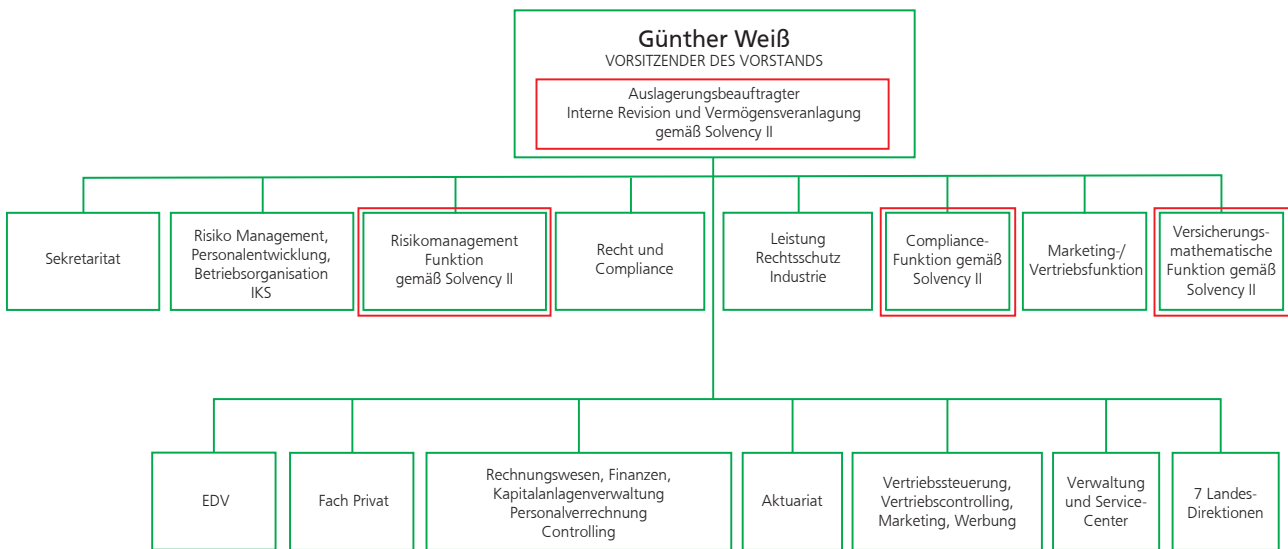 Günther Weiß
VORSITZENDER DES VORSTANDS
Auslagerungsbeauftragter
Interne Revision und Vermögensveranlagung
gemäß Solvency II
Sekretaritat
Risiko Management,
Personalentwicklung,
Betriebsorganisation
IKS
Risikomanagement
Funktion
gemäß Solvency II
Recht und
Compliance
Leistung
Rechtsschutz
Industrie
Compliance-
Funktion gemäß
Solvency II
Marketing-/
Vertriebsfunktion
Versicherungs-
mathematische
Funktion gemäß
Solvency II
EDV
Fach Privat
Rechnungswesen, Finanzen,
Kapitalanlagenverwaltung
Personalverrechnung
Controlling
Aktuariat
Vertriebssteuerung,
Vertriebscontrolling,
Marketing, Werbung
Verwaltung
und Service-
Center
7 Landes-
Direktionen